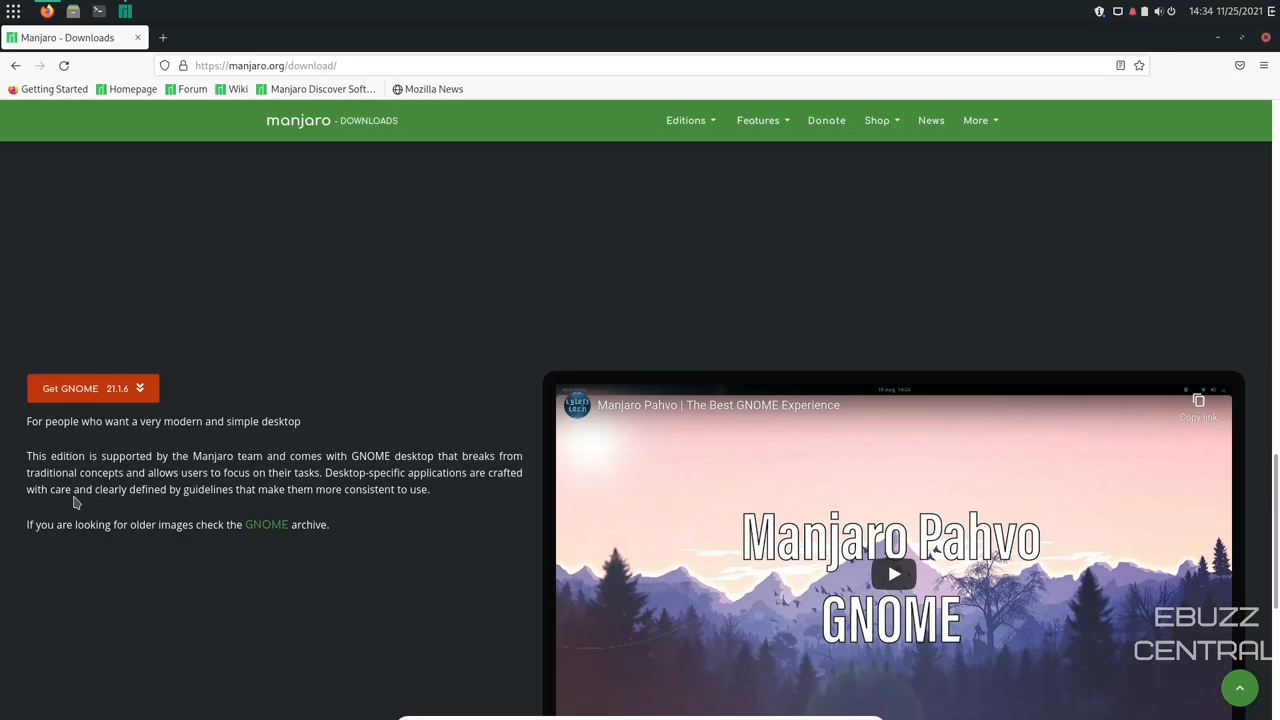 14:34 11/25/2021
Manjaro - Downloads
https://manjaro.org/download/
Getting Started Homepage Forum Wiki Manjaro Discover Soft... Mozilla News
manjaro - DOWNLOADS Editions Features Donate Shop News More
Get GNOME 21.1.6
For people who want a very modern and simple desktop
This edition is supported by the Manjaro team and comes with GNOME desktop that breaks from
traditional concepts and allows users to focus on their tasks. Desktop-specific applications are crafted
with care and clearly defined by guidelines that make them more consistent to use.
If you are looking for older images check the GNOME archive.
Manjaro Pahvo | The Best GNOME Experience
Copy link
Manjaro Pahvo
GNOME
EBUZZ
CENTRAL